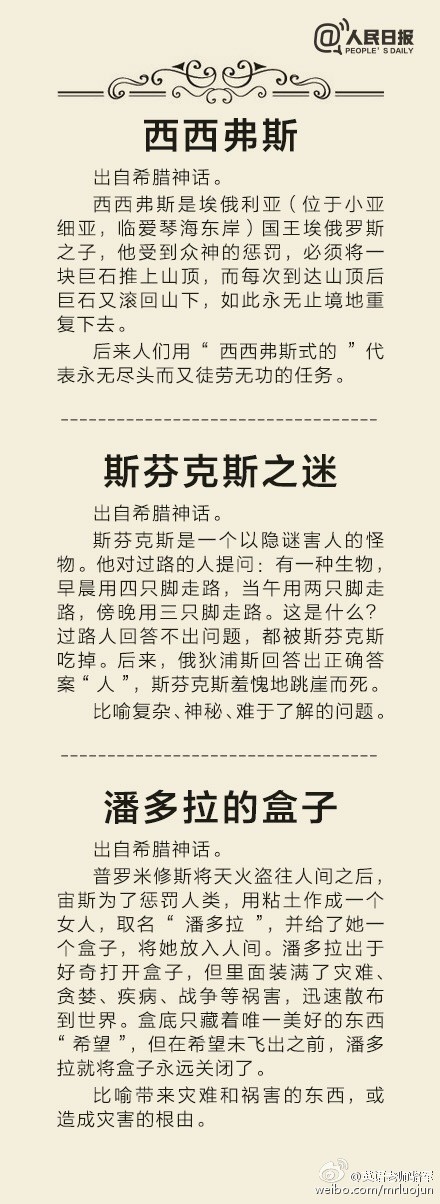 @人民日报
PEOPLE'S DAILY
西西弗斯
出自希腊神话。
西西弗斯是埃俄利亚（位于小亚
细亚，临爱琴海东岸）国王埃俄罗斯
之子，他受到众神的惩罚，必须将一
块巨石推上山顶，而每次到达山顶后
巨石又滚回山下，如此永无止境地重
复下去。
后来人们用“西西弗斯式的”代
表永无尽头而又徒劳无功的任务。
斯芬克斯之迷
出自希腊神话。
斯芬克斯是一个以隐谜害人的怪
物。他对过路的人提问：有一种生物，
早晨用四只脚走路，当午用两只脚走
路，傍晚用三只脚走路。这是什么？
过路人回答不出问题，都被斯芬克斯
吃掉。后来，俄狄浦斯回答出正确答
案“人”，斯芬克斯羞愧地跳崖而死。
比喻复杂、神秘、难于了解的问题。
潘多拉的盒子
出自希腊神话。
普罗米修斯将天火盗往人间之后，
宙斯为了惩罚人类，用粘土作成一个
女人，取名“潘多拉”，并给了她一
个盒子，将她放入人间。潘多拉出于
好奇打开盒子，但里面装满了灾难、
贪婪、疾病、战争等祸害，迅速散布
到世界。盒底只藏着唯一美好的东西
“希望”，但在希望未飞出之前，潘多
拉就将盒子永远关闭了。
比喻带来灾难和祸害的东西，或
造成灾害的根由。
@英语老师骆军
weibo.com/mrluojun